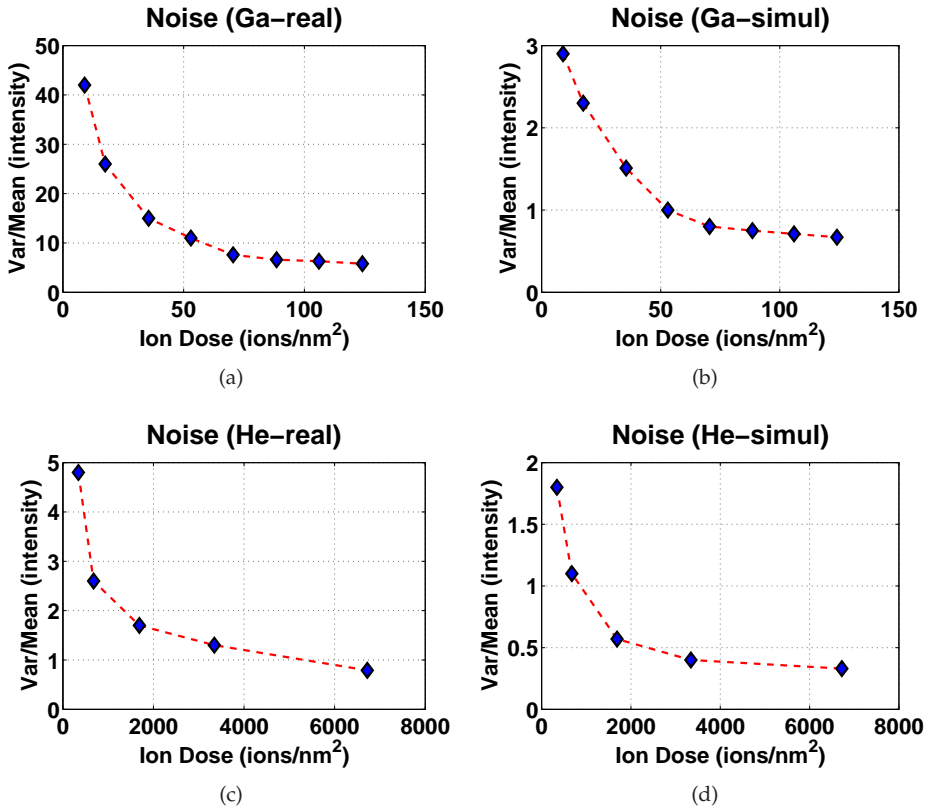 Noise (Ga−real)
Var/Mean (intensity)
50
40
30
20
10
0
0 50 100 150
Ion Dose (ions/nm²)
(a)
Noise (Ga−simul)
Var/Mean (intensity)
3
2
1
0
0 50 100 150
Ion Dose (ions/nm²)
(b)
Noise (He−real)
Var/Mean (intensity)
5
4
3
2
1
0
0 2000 4000 6000 8000
Ion Dose (ions/nm²)
(c)
Noise (He−simul)
Var/Mean (intensity)
2
1.5
1
0.5
0
0 2000 4000 6000 8000
Ion Dose (ions/nm²)
(d)